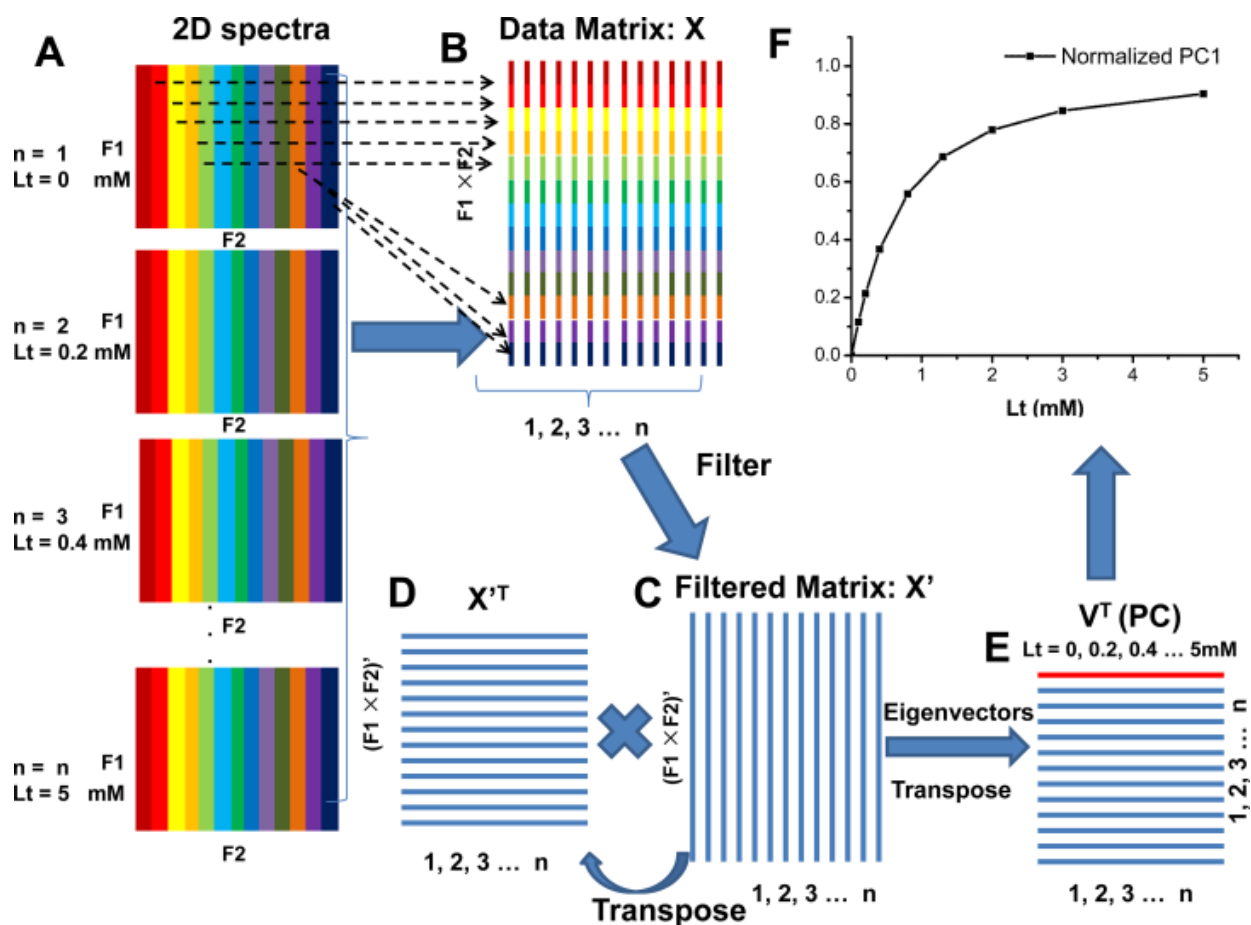 A
2D spectra
n = 1 F1
Lt = 0 mM
F2
n = 2 F1
Lt = 0.2 mM
F2
n = 3 F1
Lt = 0.4 mM
F2
.
.
.
n = n F1
Lt = 5 mM
F2
B
Data Matrix: X
F1 × F2
1, 2, 3 ... n
Filter
C
Filtered Matrix: X'
(F1 × F2)'
1, 2, 3 ... n
Transpose
D
X'T
(F1 × F2)'
1, 2, 3 ... n
Eigenvectors
Transpose
E
VT (PC)
Lt = 0, 0.2, 0.4 ... 5mM
1, 2, 3 ... n
1, 2, 3 ... n
F
Normalized PC1
1.0
0.8
0.6
0.4
0.2
0.0
0 1 2 3 4 5
Lt (mM)